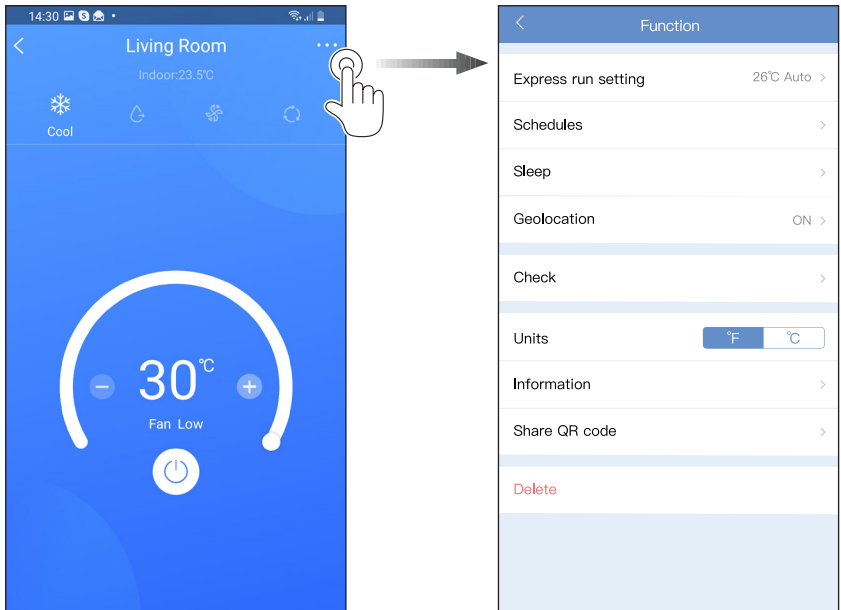 14:30
Living Room
Indoor:23.5℃
Cool
30℃
Fan Low
Function
Express run setting 26℃ Auto
Schedules
Sleep
Geolocation ON
Check
Units ℉ ℃
Information
Share QR code
Delete